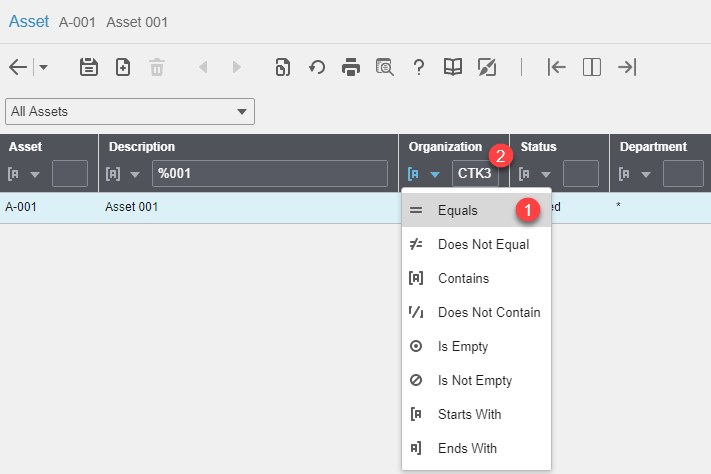 Asset A-001 Asset 001
All Assets
Asset Description Organization 2 Status Department
%001 CTK3
A-001 Asset 001 ed *
Equals 1
Does Not Equal
Contains
Does Not Contain
Is Empty
Is Not Empty
Starts With
Ends With